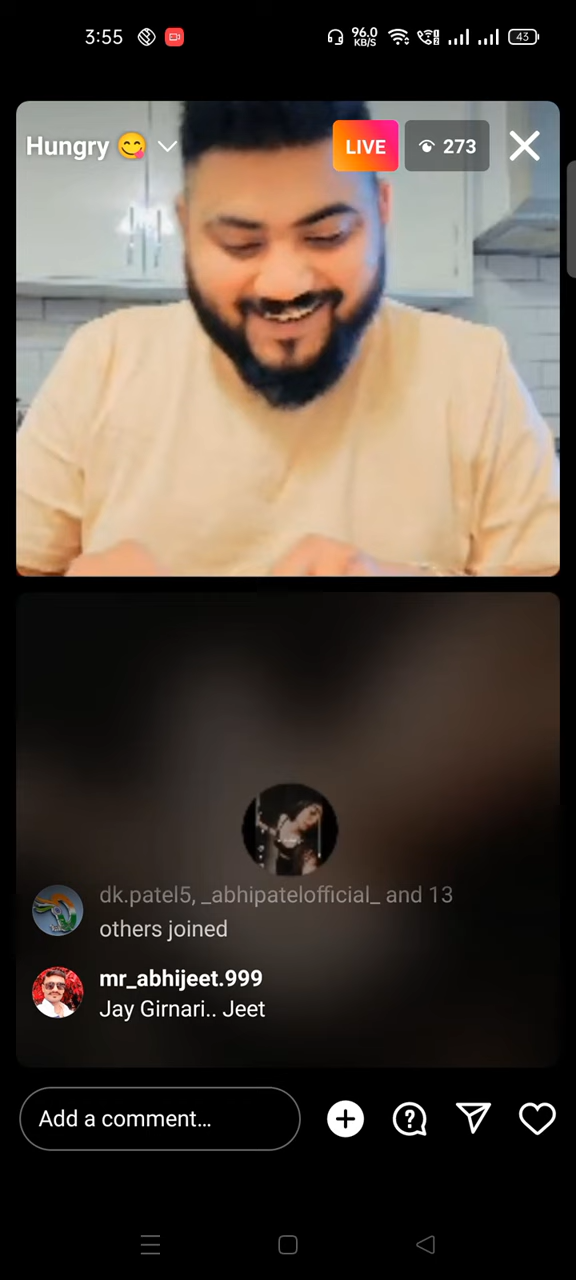 3:55
96.0
KB/S
43
Hungry 😋
LIVE
273
dk.patel5, _abhipatelofficial_ and 13
others joined
mr_abhijeet.999
Jay Girnari.. Jeet
Add a comment...